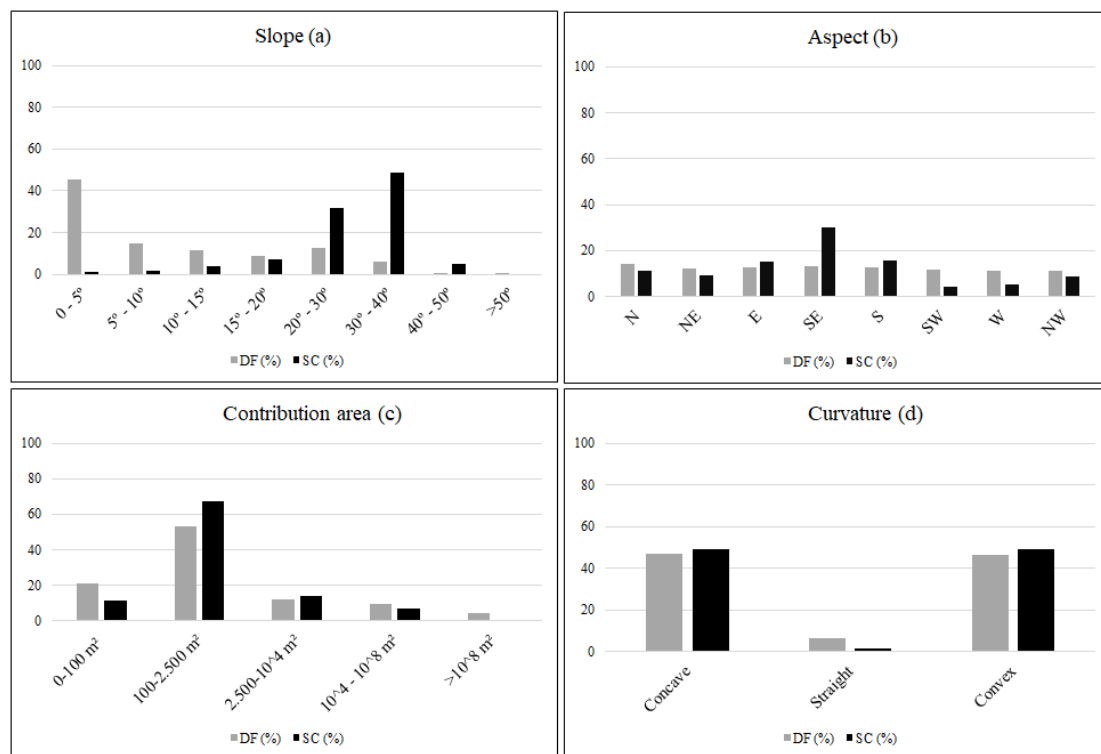 Slope (a)
100
80
60
40
20
0
0 - 5º
5º - 10º
10º - 15º
15º - 20º
20º - 30º
30º - 40º
40º - 50º
>50º
DF (%) SC (%)
Aspect (b)
100
80
60
40
20
0
N
NE
E
SE
S
SW
W
NW
DF (%) SC (%)
Contribution area (c)
100
80
60
40
20
0
0-100 m²
100-2.500 m²
2.500-10^4 m²
10^4 - 10^8 m²
>10^8 m²
DF (%) SC (%)
Curvature (d)
100
80
60
40
20
0
Concave
Straight
Convex
DF (%) SC (%)